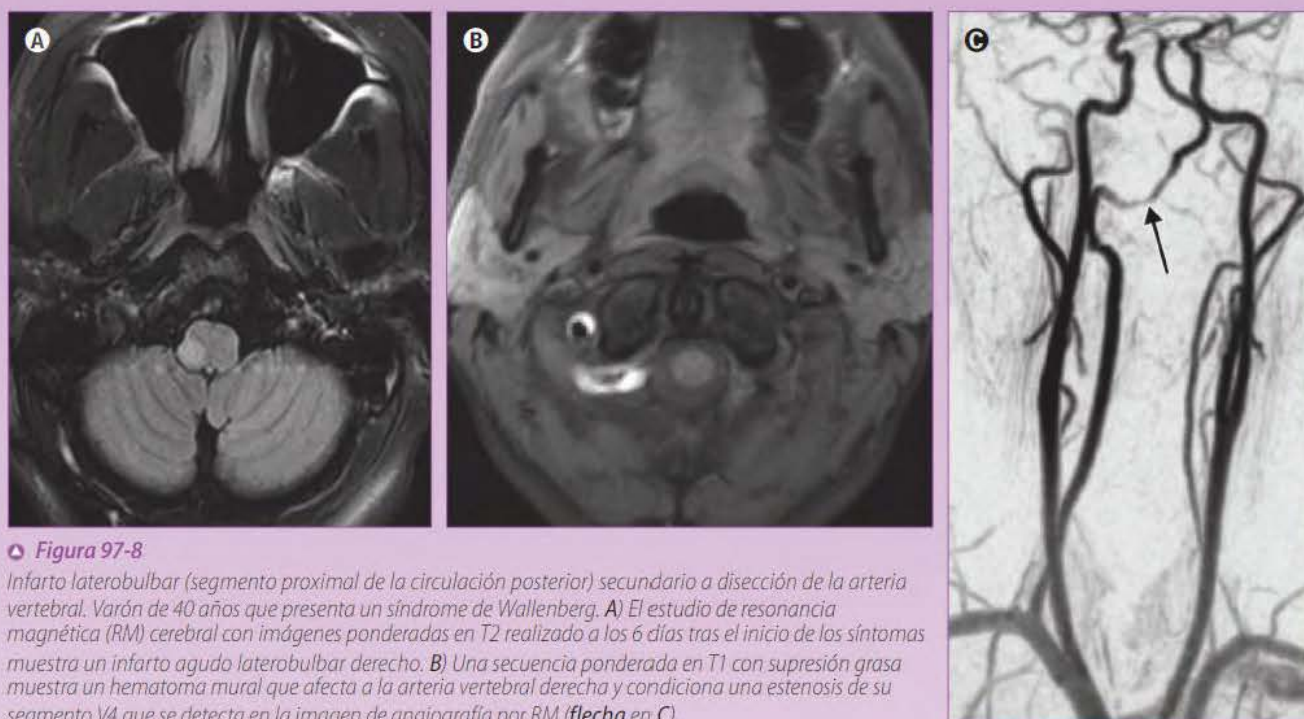 A
B
C
Figura 97-8
Infarto laterobulbar (segmento proximal de la circulación posterior) secundario a disección de la arteria
vertebral. Varón de 40 años que presenta un síndrome de Wallenberg. A) El estudio de resonancia
magnética (RM) cerebral con imágenes ponderadas en T2 realizado a los 6 días tras el inicio de los síntomas
muestra un infarto agudo laterobulbar derecho. B) Una secuencia ponderada en T1 con supresión grasa
muestra un hematoma mural que afecta a la arteria vertebral derecha y condiciona una estenosis de su
segmento V4 que se detecta en la imagen de angiografía por RM (flecha en C).